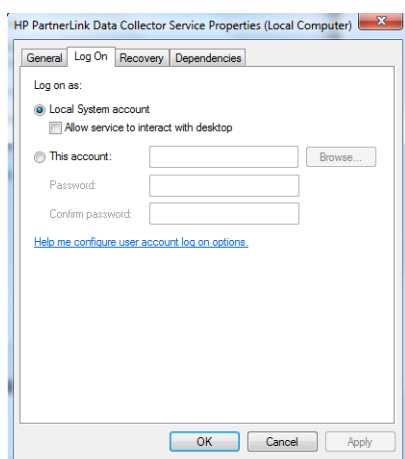 HP PartnerLink Data Collector Service Properties (Local Computer)
General Log On Recovery Dependencies
Log on as:
Local System account
Allow service to interact with desktop
This account: Browse...
Password:
Confirm password:
Help me configure user account log on options.
OK Cancel Apply